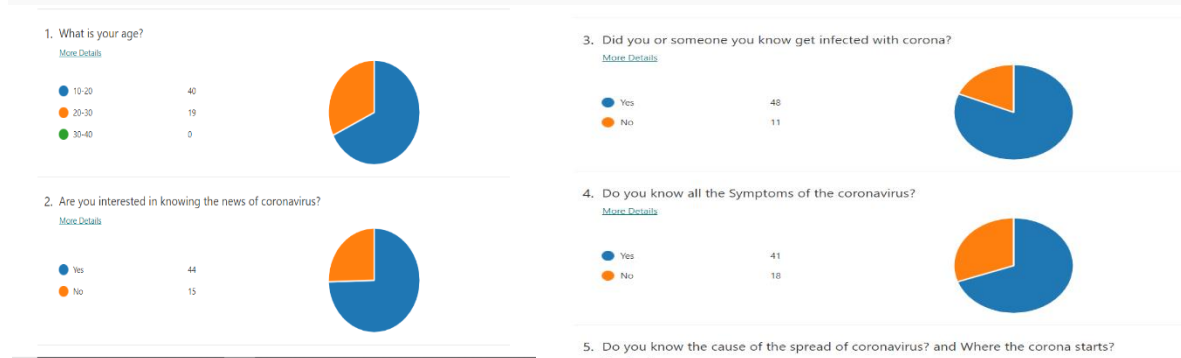 1. What is your age?
More Details
10-20 40
20-30 19
30-40 0
2. Are you interested in knowing the news of coronavirus?
More Details
Yes 44
No 15
3. Did you or someone you know get infected with corona?
More Details
Yes 48
No 11
4. Do you know all the Symptoms of the coronavirus?
More Details
Yes 41
No 18
5. Do you know the cause of the spread of coronavirus? and Where the corona starts?